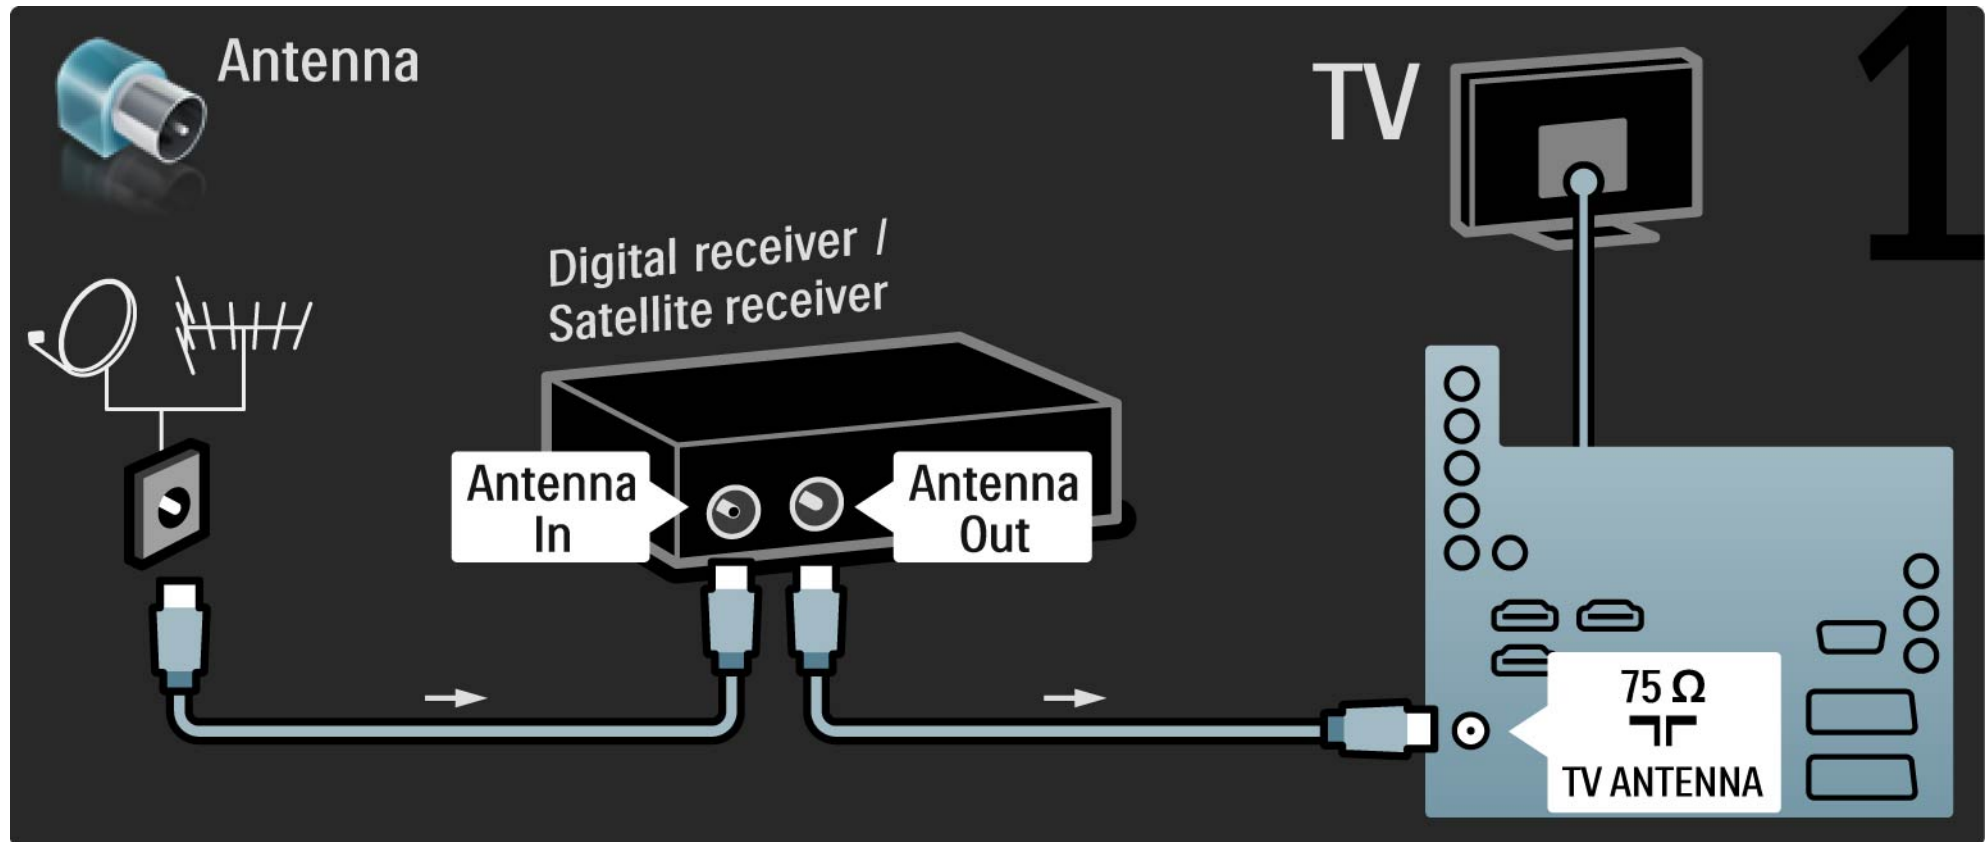 Antenna
TV
1
Digital receiver /
Satellite receiver
Antenna
In
Antenna
Out
75 Ω
TV ANTENNA